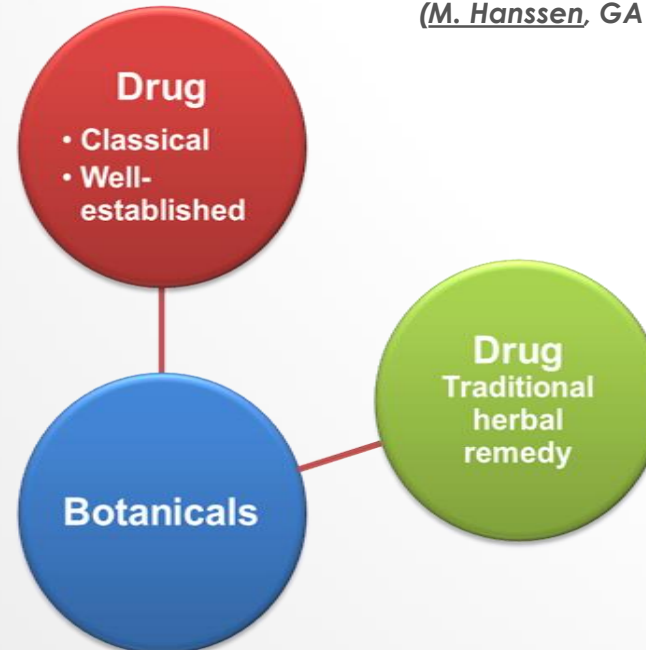 (M. Hanssen, GA
Drug
• Classical
• Well-
established
Drug
Traditional
herbal
remedy
Botanicals